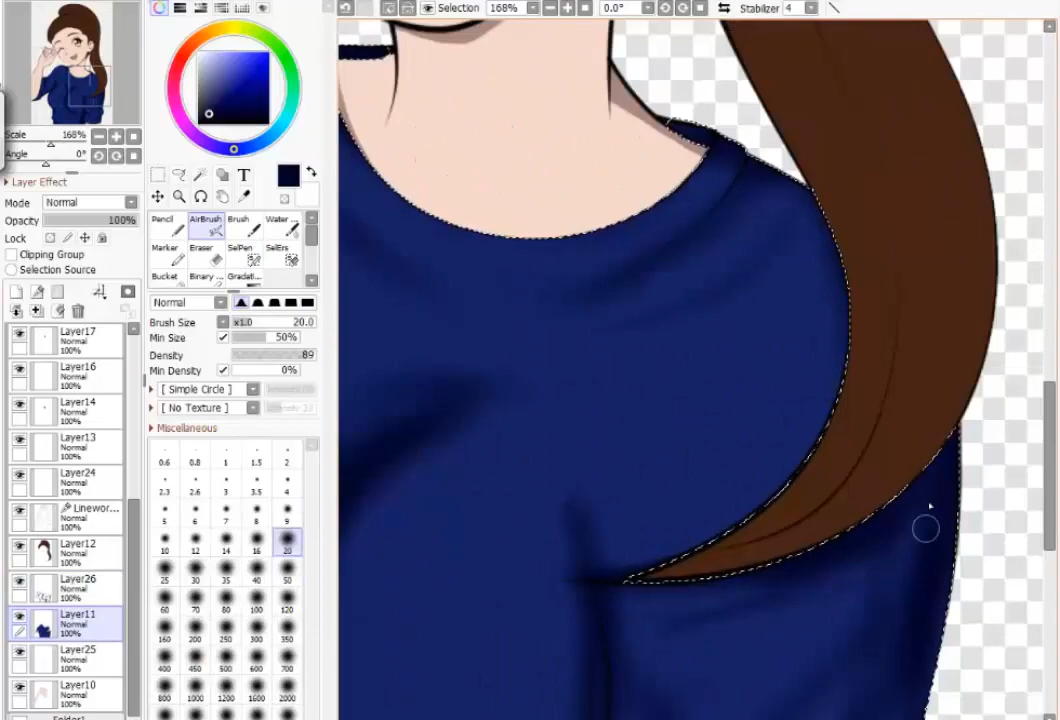 Selection 168% 0.0° Stabilizer 4
Scale 168%
Angle 0°
Layer Effect
Mode Normal
Opacity 100%
Lock
Clipping Group
Selection Source
Layer17
Normal
100%
Layer16
Normal
100%
Layer14
Normal
100%
Layer13
Normal
100%
Layer24
Normal
100%
Linewor...
Normal
100%
Layer12
Normal
100%
Layer26
Normal
100%
Layer11
Normal
100%
Layer25
Normal
100%
Layer10
Normal
100%
Folder1
T
Pencil AirBrush Brush Water ...
Marker Eraser SelPen SelErs
Bucket Binary ... Gradati...
Normal
Brush Size x1.0 20.0
Min Size 50%
Density 89
Min Density 0%
[ Simple Circle ]
[ No Texture ]
Miscellaneous
0.6 0.8 1 1.5 2
2.3 2.6 3 3.5 4
5 6 7 8 9
10 12 14 16 20
25 30 35 40 50
60 70 80 100 120
160 200 250 300 350
400 450 500 600 700
800 1000 1200 1600 2000